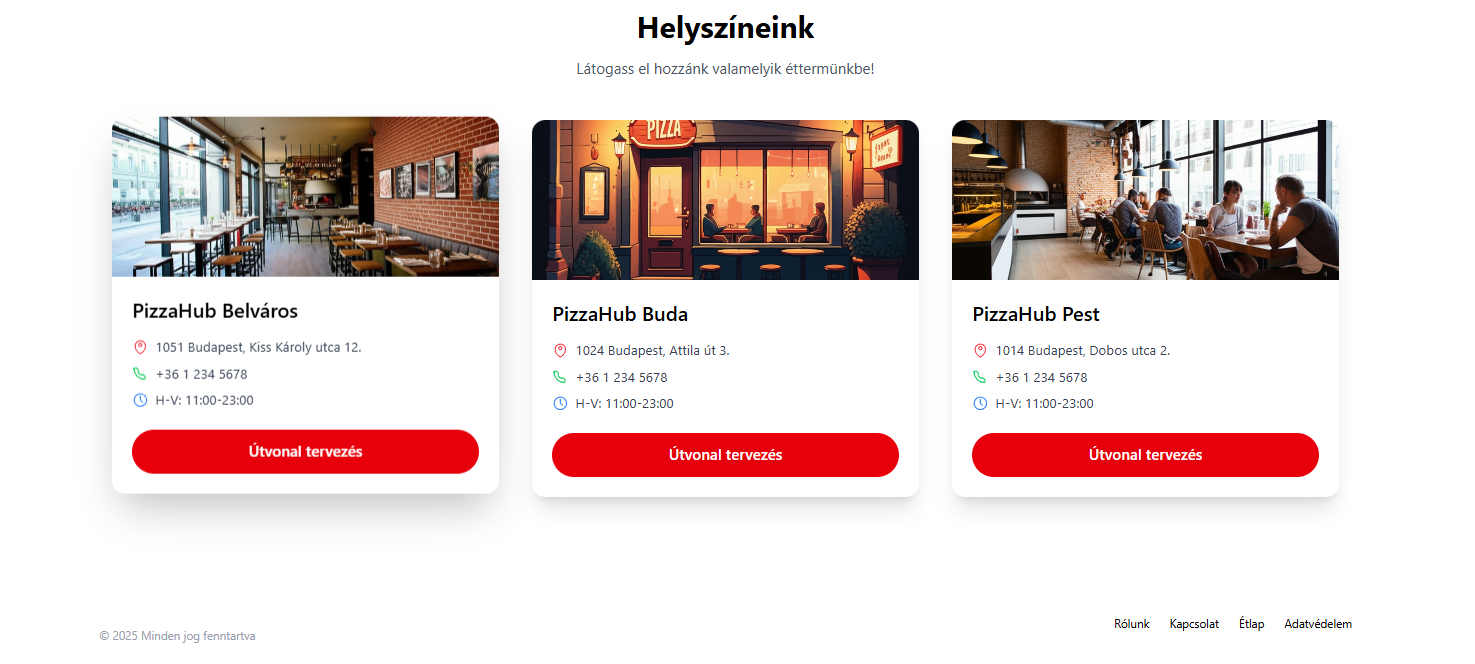 Helyszíneink
Látogass el hozzánk valamelyik éttermünkbe!
PIZZA
PizzaHub Belváros
1051 Budapest, Kiss Károly utca 12.
+36 1 234 5678
H-V: 11:00-23:00
Útvonal tervezés
PizzaHub Buda
1024 Budapest, Attila út 3.
+36 1 234 5678
H-V: 11:00-23:00
Útvonal tervezés
PizzaHub Pest
1014 Budapest, Dobos utca 2.
+36 1 234 5678
H-V: 11:00-23:00
Útvonal tervezés
© 2025 Minden jog fenntartva
Rólunk Kapcsolat Étlap Adatvédelem